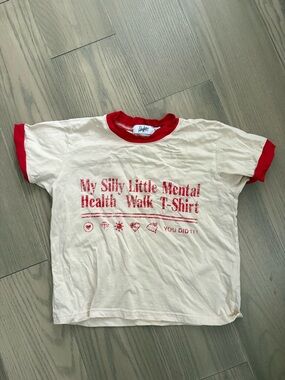 My Silly Little Mental
Health Walk T-Shirt
YOU DID IT!